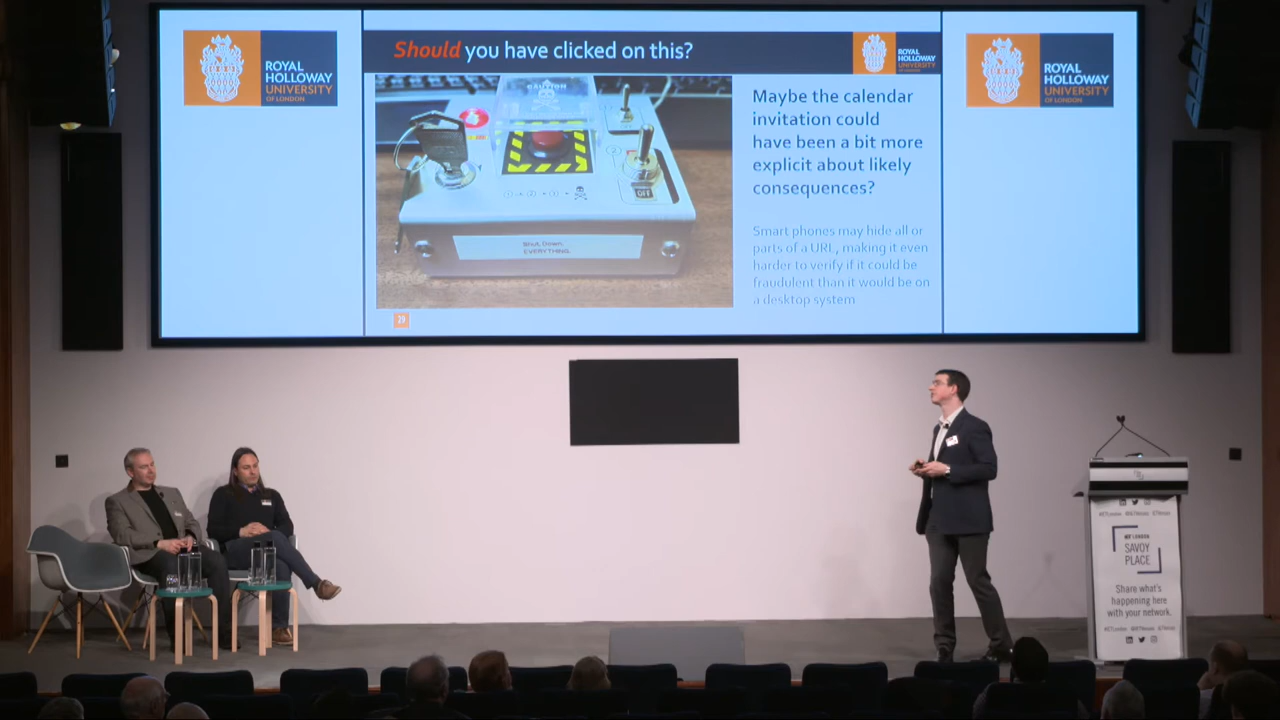 ROYAL
HOLLOWAY
UNIVERSITY
OF LONDON
Should you have clicked on this?
ROYAL
HOLLOWAY
UNIVERSITY
OF LONDON
ROYAL
HOLLOWAY
UNIVERSITY
OF LONDON
CAUTION
OFF
Shut. Down.
EVERYTHING.
Maybe the calendar
invitation could
have been a bit more
explicit about likely
consequences?
Smart phones may hide all or
parts of a URL, making it even
harder to verify if it could be
fraudulent than it would be on
a desktop system
29
IET LONDON
SAVOY
PLACE
Share what's
happening here
with your network.